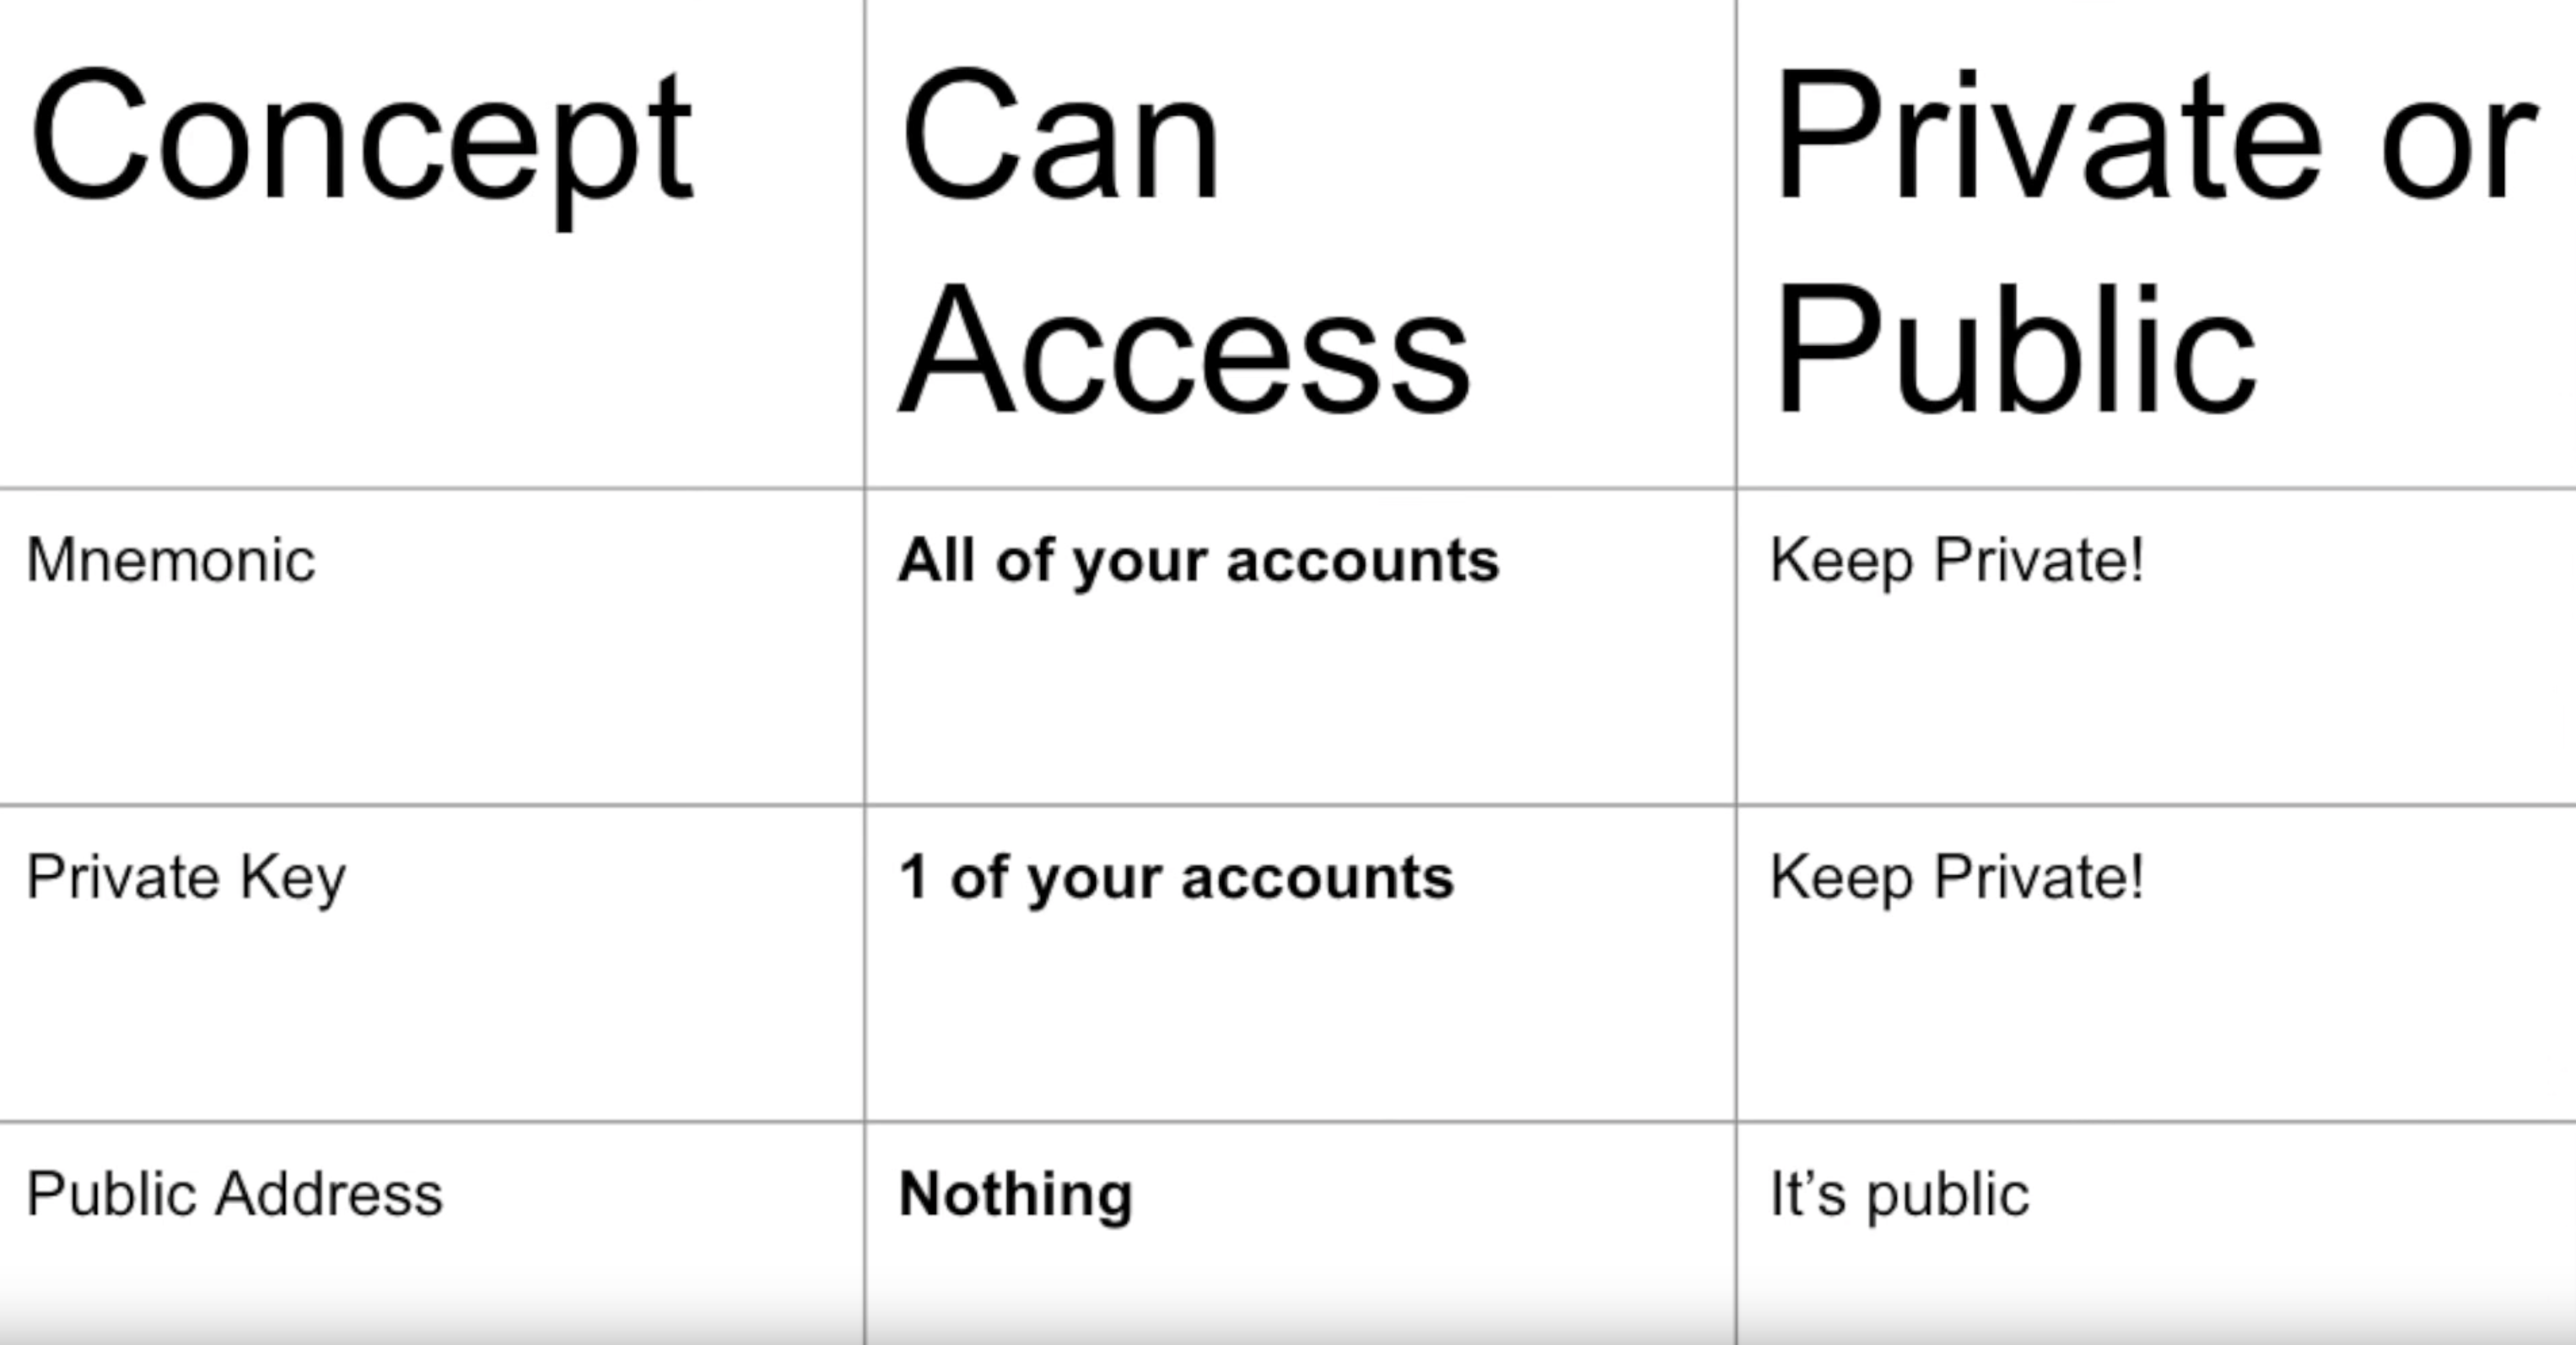 Concept
Can
Access
Private or
Public
Mnemonic
All of your accounts
Keep Private!
Private Key
1 of your accounts
Keep Private!
Public Address
Nothing
It’s public